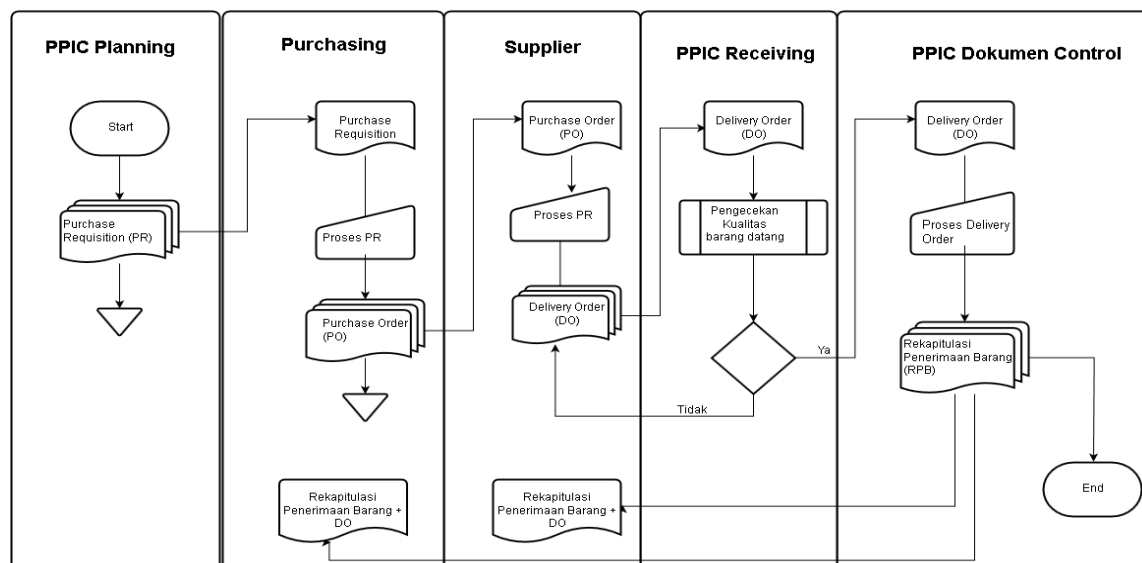 PPIC Planning
Start
Purchase
Requisition (PR)
Purchasing
Purchase
Requisition
Proses PR
Purchase Order
(PO)
Rekapitulasi
Penerimaan Barang +
DO
Supplier
Purchase Order
(PO)
Proses PR
Delivery Order
(DO)
Rekapitulasi
Penerimaan Barang +
DO
PPIC Receiving
Delivery Order
(DO)
Pengecekan
Kualitas
barang datang
Ya
Tidak
PPIC Dokumen Control
Delivery Order
(DO)
Proses Delivery
Order
Rekapitulasi
Penerimaan Barang
(RPB)
End